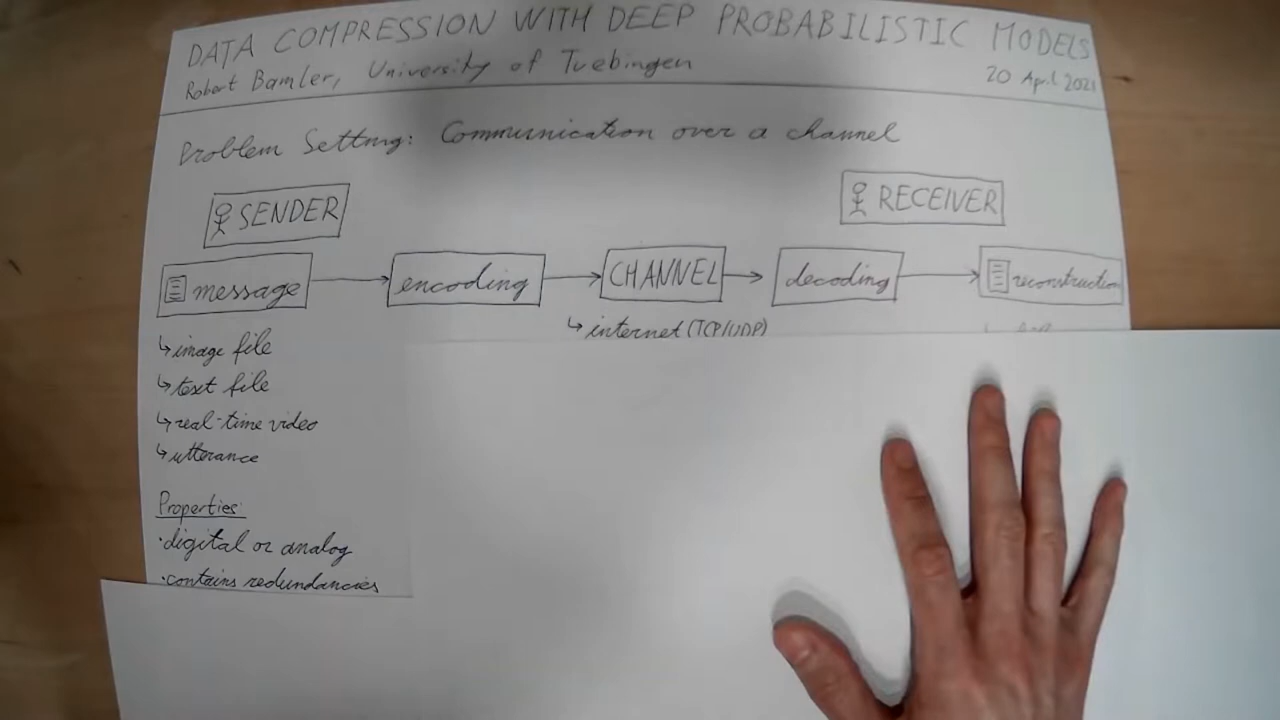 DATA COMPRESSION WITH DEEP PROBABILISTIC MODELS
Robert Bamler, University of Tuebingen
20 April 2021
Problem Setting: Communication over a channel
SENDER
RECEIVER
message
encoding
CHANNEL
decoding
reconstruction
↳ internet (TCP/UDP)
↳ image file
↳ text file
↳ real-time video
↳ utterance
Properties:
· digital or analog
· contains redundancies